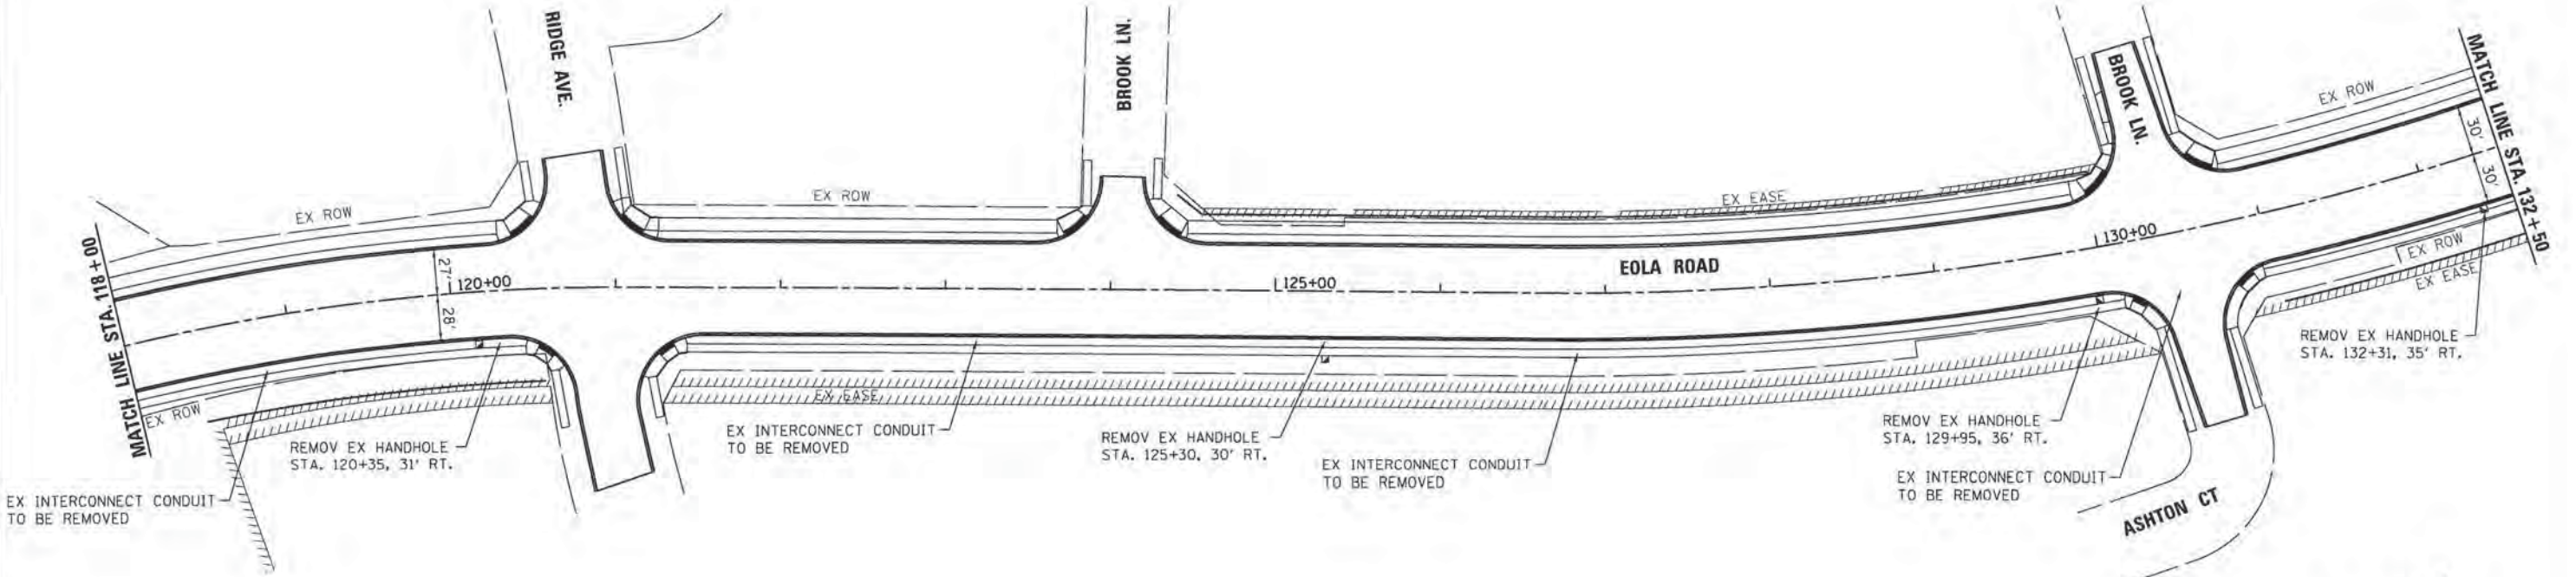 RIDGE AVE.
BROOK LN.
BROOK LN.
MATCH LINE STA. 132+50
EX ROW
30'
30'
EX ROW
EX ROW
EX EASE
MATCH LINE STA. 118+00
27'
28'
120+00
125+00
EOLA ROAD
130+00
EX ROW
EX EASE
EX ROW
EX EASE
REMOV EX HANDHOLE
STA. 120+35, 31' RT.
EX INTERCONNECT CONDUIT
TO BE REMOVED
REMOV EX HANDHOLE
STA. 125+30, 30' RT.
EX INTERCONNECT CONDUIT
TO BE REMOVED
REMOV EX HANDHOLE
STA. 129+95, 36' RT.
REMOV EX HANDHOLE
STA. 132+31, 35' RT.
EX INTERCONNECT CONDUIT
TO BE REMOVED
EX INTERCONNECT CONDUIT
TO BE REMOVED
ASHTON CT